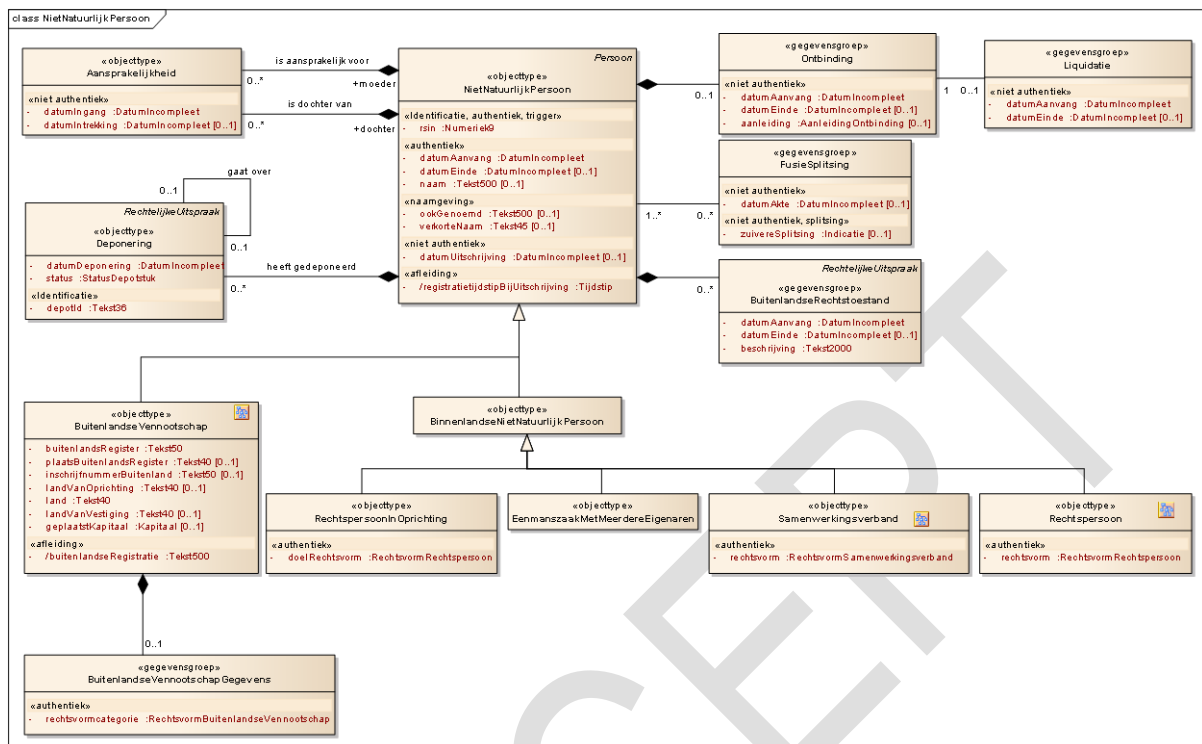 class NietNatuurlijkPersoon
«objecttype»
Aansprakelijkheid
«niet authentiek»
- datumIngang :DatumIncompleet
- datumIntrekking :DatumIncompleet [0..1]
is aansprakelijk voor
0..*
+moeder
is dochter van
0..*
+dochter
Persoon
«objecttype»
NietNatuurlijkPersoon
«Identificatie, authentiek, trigger»
- rsin :Numeriek9
«authentiek»
- datumAanvang :DatumIncompleet
- datumEinde :DatumIncompleet [0..1]
- naam :Tekst500 [0..1]
«naamgeving»
- ookGenoemd :Tekst500 [0..1]
- verkorteNaam :Tekst45 [0..1]
«niet authentiek»
- datumUitschrijving :DatumIncompleet [0..1]
«afleiding»
- /registratietijdstipBijUitschrijving :Tijdstip
0..1
«gegevensgroep»
Ontbinding
«niet authentiek»
- datumAanvang :DatumIncompleet
- datumEinde :DatumIncompleet [0..1]
- aanleiding :AanleidingOntbinding [0..1]
1 0..1
«gegevensgroep»
Liquidatie
«niet authentiek»
- datumAanvang :DatumIncompleet
- datumEinde :DatumIncompleet [0..1]
1..* 0..*
«gegevensgroep»
FusieSplitsing
«niet authentiek»
- datumAkte :DatumIncompleet [0..1]
«niet authentiek, splitsing»
- zuivereSplitsing :Indicatie [0..1]
gaat over
0..1
0..1
RechtelijkeUitspraak
«objecttype»
Deponering
- datumDeponering :DatumIncompleet
- status :StatusDepotstuk
«Identificatie»
- depotId :Tekst36
heeft gedeponeerd
0..*
0..*
RechtelijkeUitspraak
«gegevensgroep»
BuitenlandseRechtstoestand
- datumAanvang :DatumIncompleet
- datumEinde :DatumIncompleet [0..1]
- beschrijving :Tekst2000
«objecttype»
BuitenlandseVennootschap
- buitenlandsRegister :Tekst50
- plaatsBuitenlandsRegister :Tekst40 [0..1]
- inschrijfnummerBuitenland :Tekst50 [0..1]
- landVanOprichting :Tekst40 [0..1]
- land :Tekst40
- landVanVestiging :Tekst40 [0..1]
- geplaatstKapitaal :Kapitaal [0..1]
«afleiding»
- /buitenlandseRegistratie :Tekst500
«objecttype»
BinnenlandseNietNatuurlijkPersoon
«objecttype»
RechtspersoonInOprichting
«authentiek»
- doelRechtsvorm :RechtsvormRechtspersoon
«objecttype»
EenmanszaakMetMeerdereEigenaren
«objecttype»
Samenwerkingsverband
«authentiek»
- rechtsvorm :RechtsvormSamenwerkingsverband
«objecttype»
Rechtspersoon
«authentiek»
- rechtsvorm :RechtsvormRechtspersoon
0..1
«gegevensgroep»
BuitenlandseVennootschapGegevens
«authentiek»
- rechtsvormcategorie :RechtsvormBuitenlandseVennootschap
CEPT